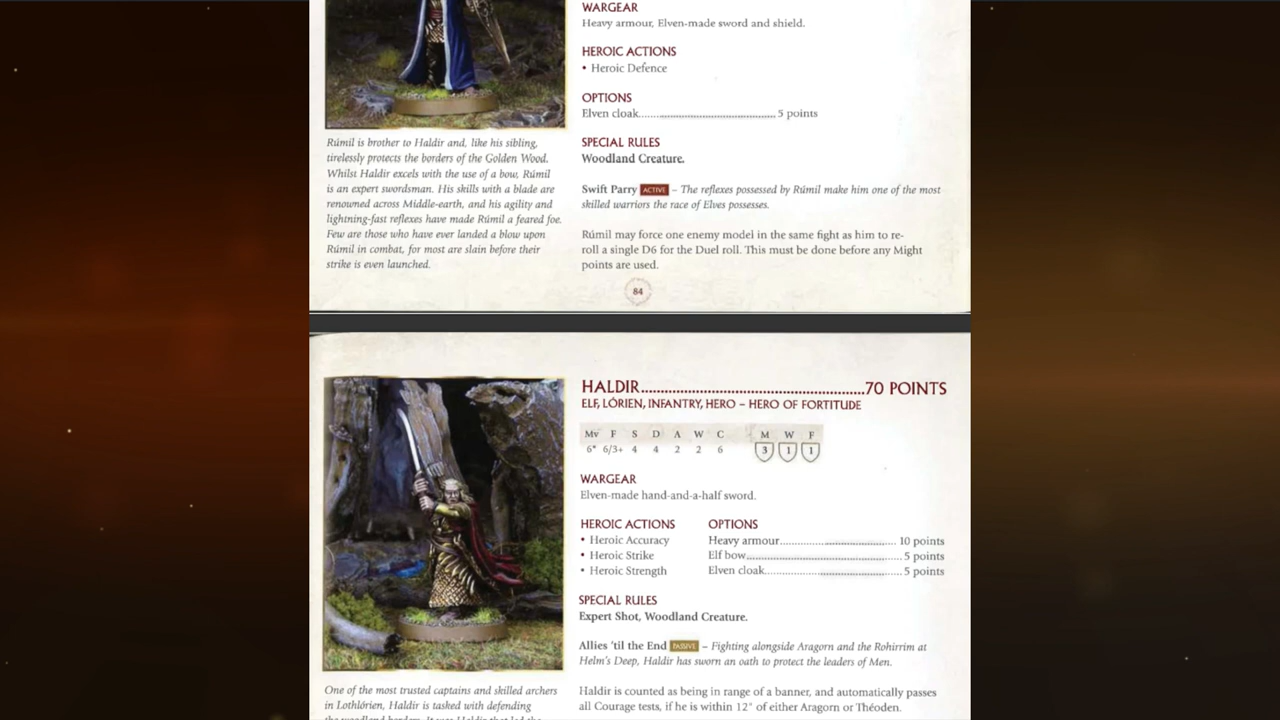 WARGEAR
Heavy armour, Elven-made sword and shield.
HEROIC ACTIONS
• Heroic Defence
OPTIONS
Elven cloak............................................. 5 points
SPECIAL RULES
Woodland Creature.
Swift Parry ACTIVE – The reflexes possessed by Rúmil make him one of the most
skilled warriors the race of Elves possesses.
Rúmil may force one enemy model in the same fight as him to re-
roll a single D6 for the Duel roll. This must be done before any Might
points are used.
Rúmil is brother to Haldir and, like his sibling,
tirelessly protects the borders of the Golden Wood.
Whilst Haldir excels with the use of a bow, Rúmil
is an expert swordsman. His skills with a blade are
renowned across Middle-earth, and his agility and
lightning-fast reflexes have made Rúmil a feared foe.
Few are those who have ever landed a blow upon
Rúmil in combat, for most are slain before their
strike is even launched.
84
HALDIR.....................................................70 POINTS
ELF, LÓRIEN, INFANTRY, HERO – HERO OF FORTITUDE
Mv F S D A W C M W F
6" 6/3+ 4 4 2 2 6 3 1 1
WARGEAR
Elven-made hand-and-a-half sword.
HEROIC ACTIONS
• Heroic Accuracy
• Heroic Strike
• Heroic Strength
OPTIONS
Heavy armour...................................... 10 points
Elf bow.................................................. 5 points
Elven cloak............................................. 5 points
SPECIAL RULES
Expert Shot, Woodland Creature.
Allies 'til the End PASSIVE – Fighting alongside Aragorn and the Rohirrim at
Helm's Deep, Haldir has sworn an oath to protect the leaders of Men.
Haldir is counted as being in range of a banner, and automatically passes
all Courage tests, if he is within 12" of either Aragorn or Théoden.
One of the most trusted captains and skilled archers
in Lothlórien, Haldir is tasked with defending
the woodland borders. It was Haldir that led the